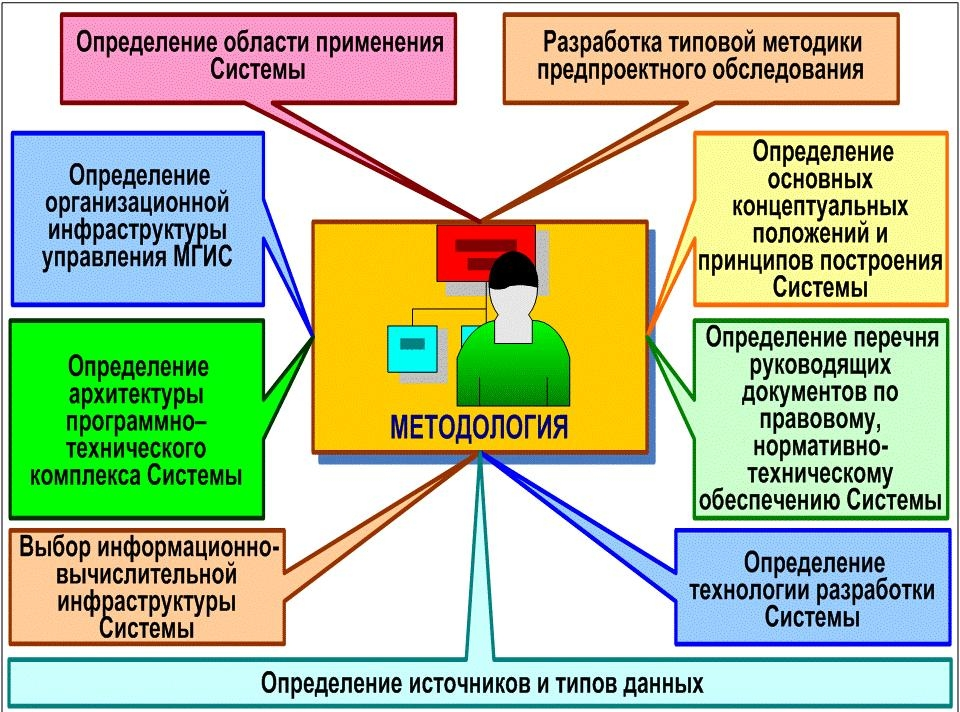 Определение области применения
Системы
Разработка типовой методики
предпроектного обследования
Определение
организационной
инфраструктуры
управления МГИС
Определение
основных
концептуальных
положений и
принципов построения
Системы
Определение
архитектуры
программно–
технического
комплекса Системы
МЕТОДОЛОГИЯ
Определение перечня
руководящих
документов по
правовому,
нормативно-
техническому
обеспечению Системы
Выбор информационно-
вычислительной
инфраструктуры
Системы
Определение
технологии разработки
Системы
Определение источников и типов данных